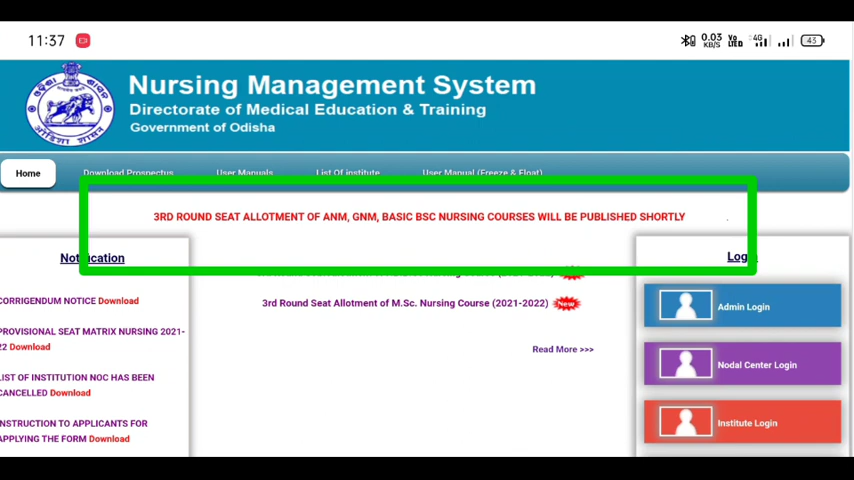 11:37
0.03 KB/S
Vo LTED
4G
43
Nursing Management System
Directorate of Medical Education & Training
Government of Odisha
Home
Download Prospectus
User Manuals
List Of institute
User Manual (Freeze & Float)
3RD ROUND SEAT ALLOTMENT OF ANM, GNM, BASIC BSC NURSING COURSES WILL BE PUBLISHED SHORTLY
Notification
CORRIGENDUM NOTICE Download
PROVISIONAL SEAT MATRIX NURSING 2021-
22 Download
LIST OF INSTITUTION NOC HAS BEEN
CANCELLED Download
INSTRUCTION TO APPLICANTS FOR
APPLYING THE FORM Download
3rd Round Seat Allotment of M.Sc. Nursing Course (2021-2022) New
Read More >>>
Login
Admin Login
Nodal Center Login
Institute Login